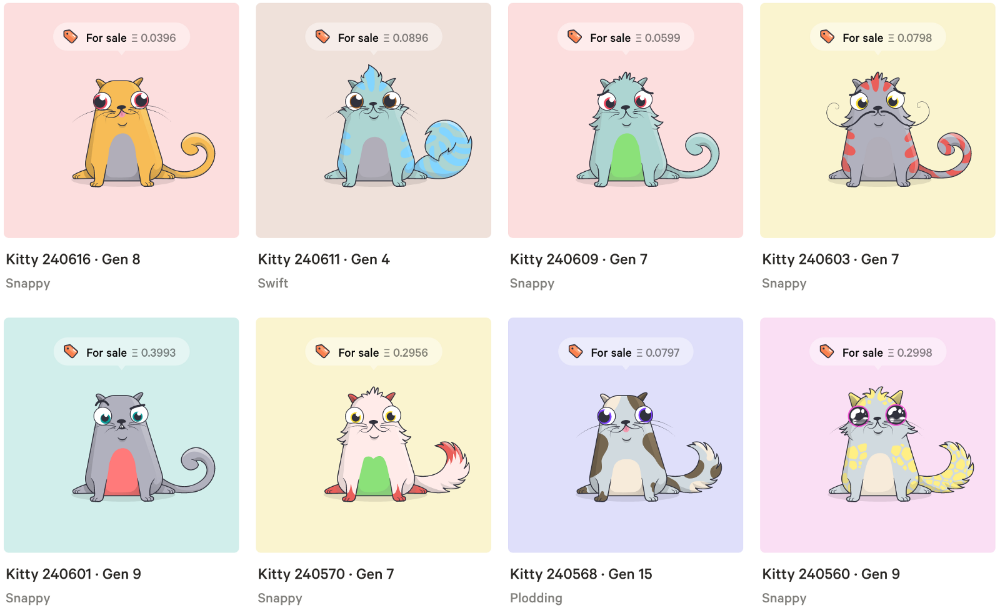 For sale Ξ 0.0396
For sale Ξ 0.0896
For sale Ξ 0.0599
For sale Ξ 0.0798
Kitty 240616 · Gen 8
Kitty 240611 · Gen 4
Kitty 240609 · Gen 7
Kitty 240603 · Gen 7
Snappy
Swift
Snappy
Snappy
For sale Ξ 0.3993
For sale Ξ 0.2956
For sale Ξ 0.0797
For sale Ξ 0.2998
Kitty 240601 · Gen 9
Kitty 240570 · Gen 7
Kitty 240568 · Gen 15
Kitty 240560 · Gen 9
Snappy
Snappy
Plodding
Snappy